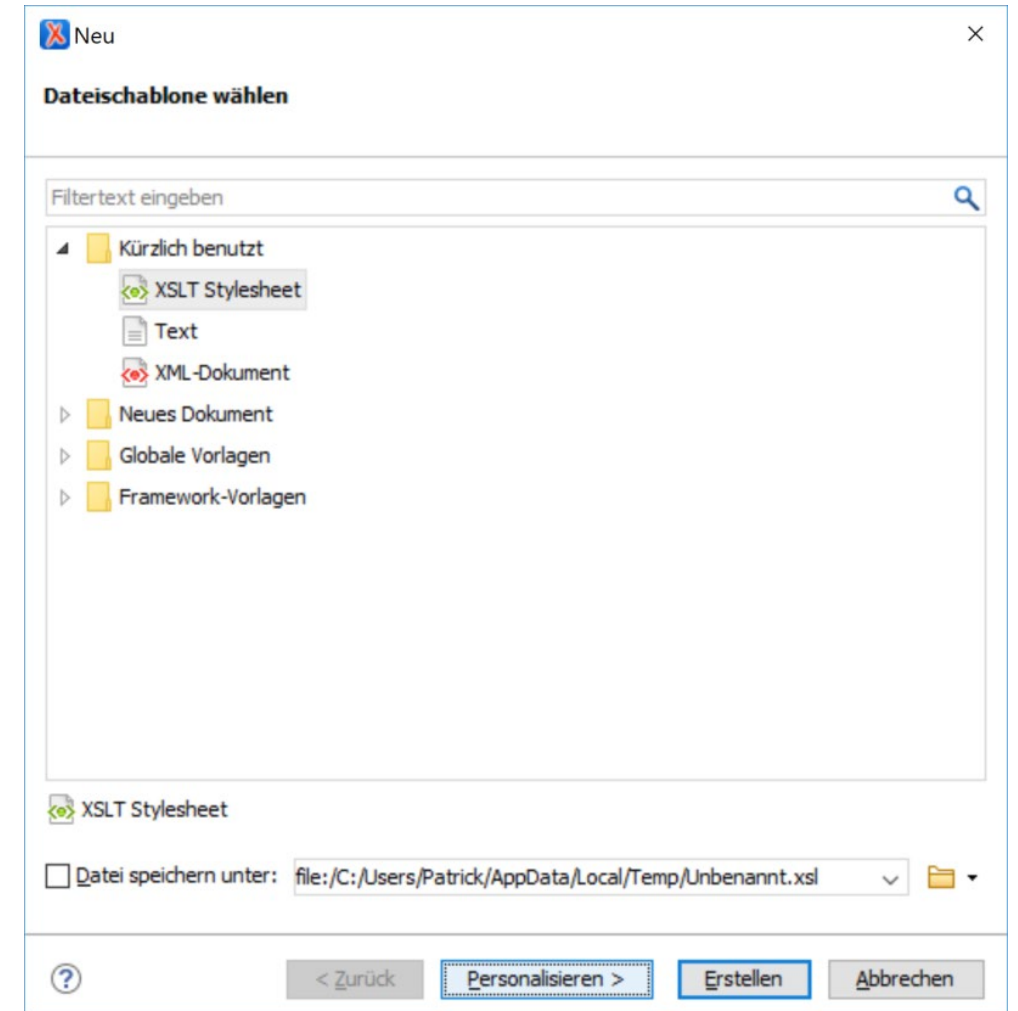 Neu
Dateischablone wählen
Filtertext eingeben
Kürzlich benutzt
XSLT Stylesheet
Text
XML-Dokument
Neues Dokument
Globale Vorlagen
Framework-Vorlagen
XSLT Stylesheet
Datei speichern unter: file:/C:/Users/Patrick/AppData/Local/Temp/Unbenannt.xsl
? < Zurück Personalisieren > Erstellen Abbrechen